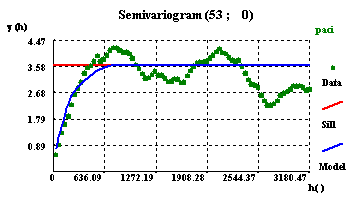 Semivariogram (53 ; 0)
γ (h)
paci
4.47
3.58
2.68
1.79
0.89
0
636.09
1272.19
1908.28
2544.37
3180.47
h( )
Data
Sill
Model